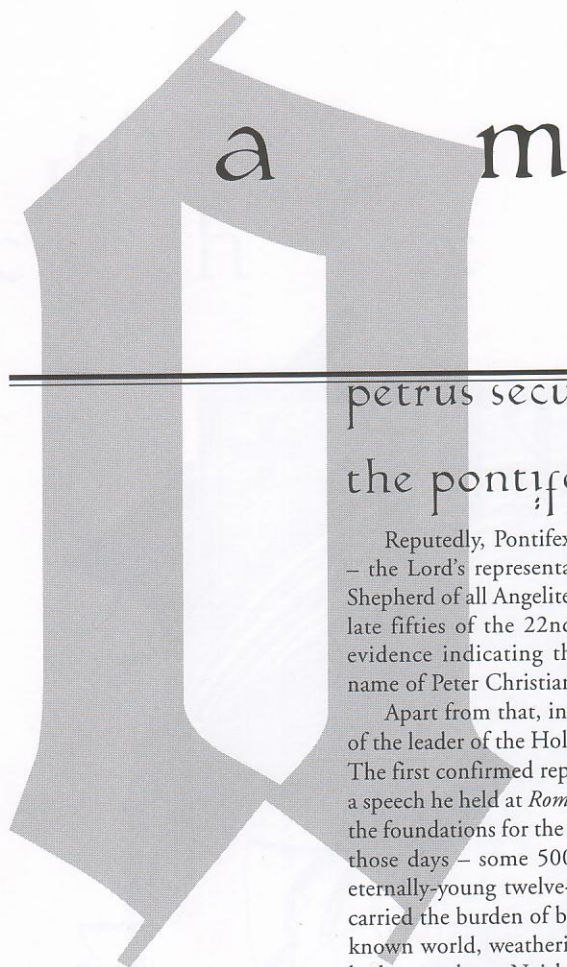 a m
petrus secu
the pontife
Reputedly, Pontifex
– the Lord's representa
Shepherd of all Angelite
late fifties of the 22nd
evidence indicating th
name of Peter Christian
Apart from that, in
of the leader of the Hol
The first confirmed rep
a speech he held at Rom
the foundations for the
those days – some 500
eternally-young twelve-
carried the burden of b
known world, weatheri